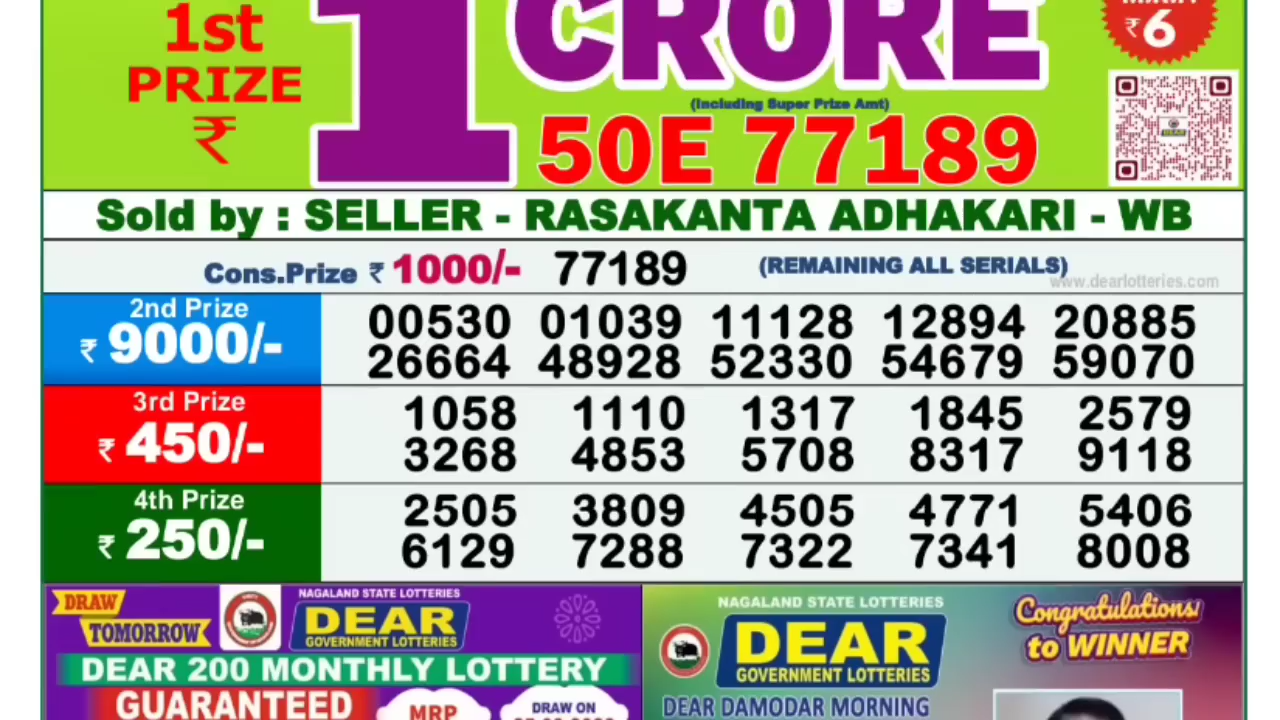 1st
PRIZE
₹
1 CRORE
(Including Super Prize Amt)
50E 77189
₹6
DEAR
Sold by : SELLER - RASAKANTA ADHAKARI - WB
Cons.Prize ₹ 1000/- 77189 (REMAINING ALL SERIALS)
www.dearlotteries.com
2nd Prize
₹ 9000/-
00530 01039 11128 12894 20885
26664 48928 52330 54679 59070
3rd Prize
₹ 450/-
1058 1110 1317 1845 2579
3268 4853 5708 8317 9118
4th Prize
₹ 250/-
2505 3809 4505 4771 5406
6129 7288 7322 7341 8008
DRAW
TOMORROW
NAGALAND STATE LOTTERIES
DEAR
GOVERNMENT LOTTERIES
DEAR 200 MONTHLY LOTTERY
GUARANTEED
MRP
DRAW ON
NAGALAND STATE LOTTERIES
DEAR
GOVERNMENT LOTTERIES
DEAR DAMODAR MORNING
Congratulations!
to WINNER